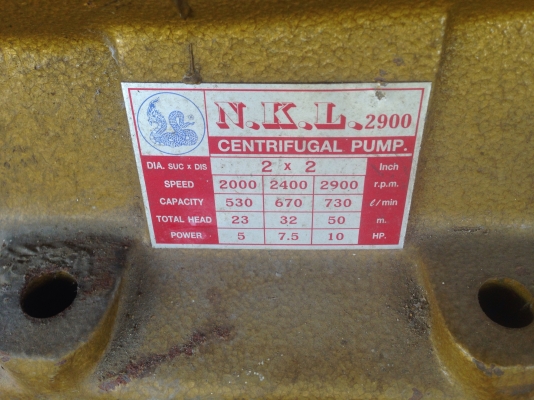 N.K.L.2900
CENTRIFUGAL PUMP.
DIA. SUC x DIS 2 x 2 Inch
SPEED 2000 2400 2900 r.p.m.
CAPACITY 530 670 730 ℓ/min
TOTAL HEAD 23 32 50 m.
POWER 5 7.5 10 HP.